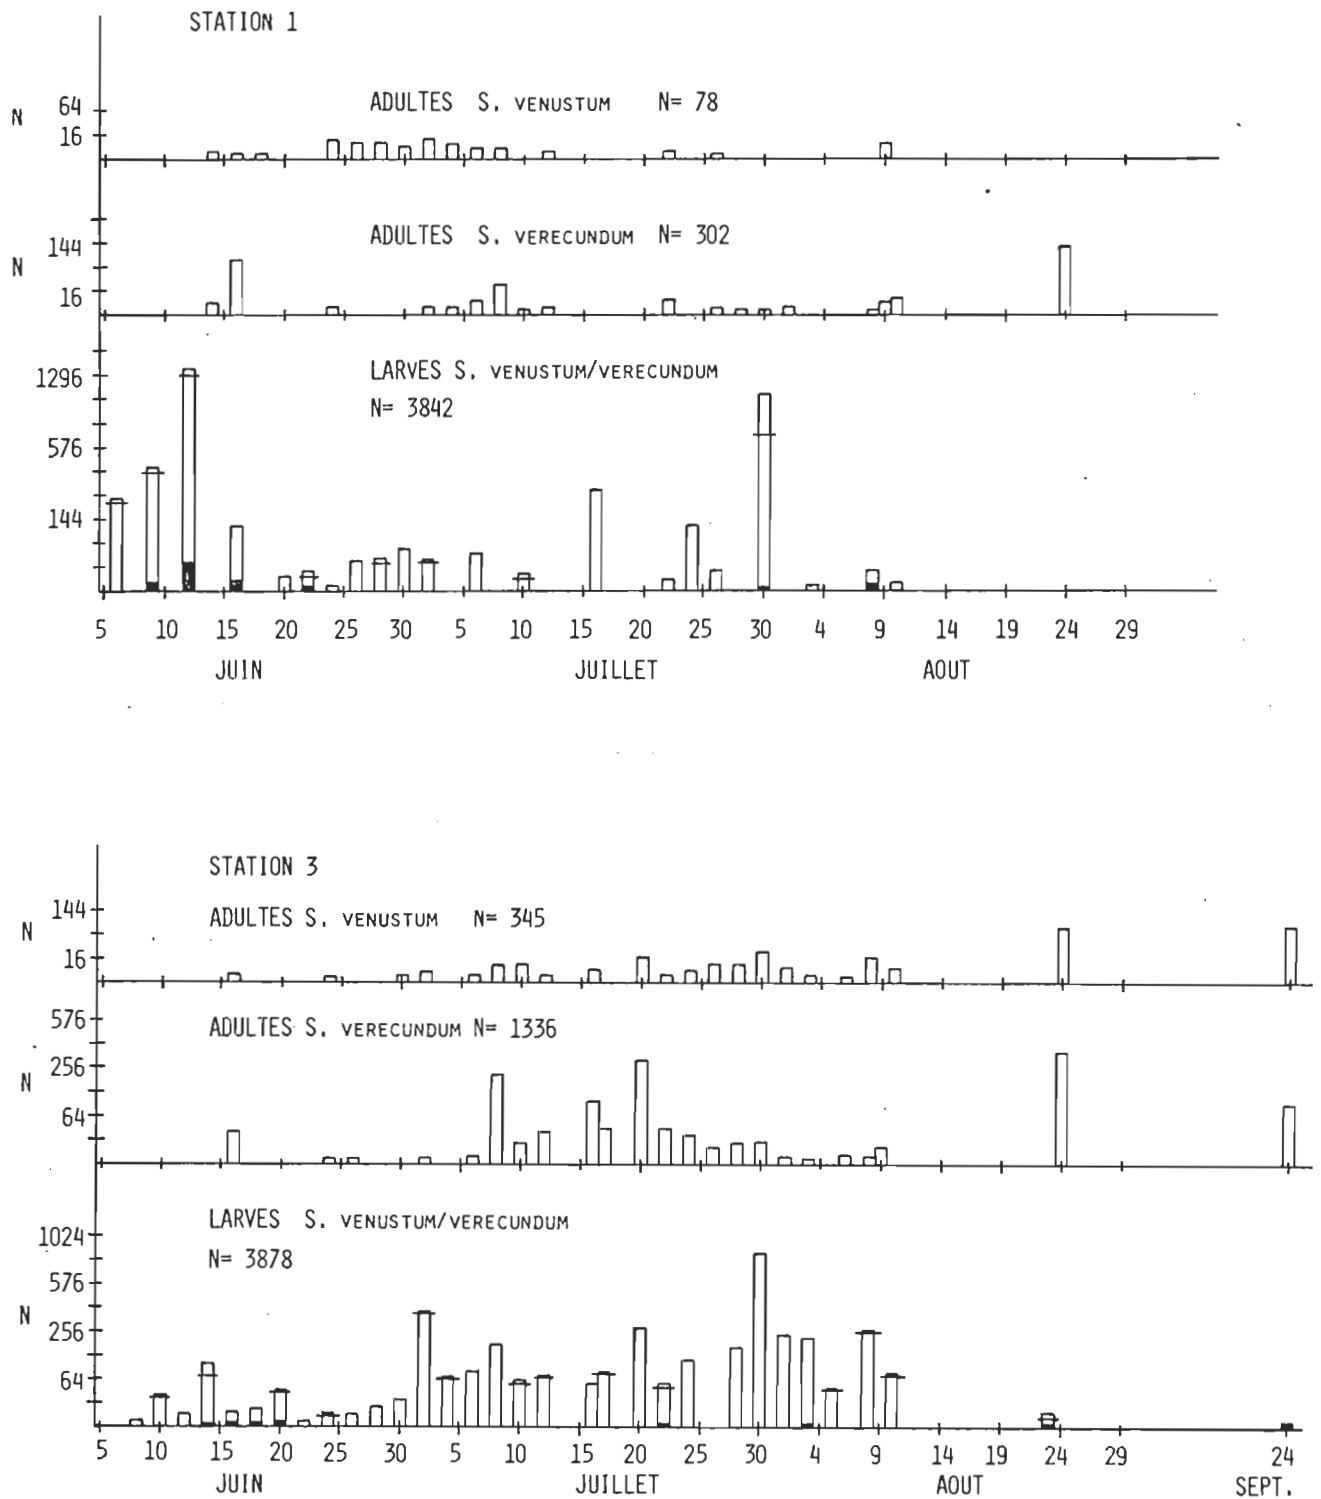 STATION 1
ADULTES S. VENUSTUM N= 78
N 64
16
ADULTES S. VERECUNDUM N= 302
144
N
16
LARVES S. VENUSTUM/VERECUNDUM
1296
N= 3842
576
144
5 10 15 20 25 30 5 10 15 20 25 30 4 9 14 19 24 29
JUIN JUILLET AOUT
STATION 3
144
ADULTES S. VENUSTUM N= 345
N
16
576
ADULTES S. VERECUNDUM N= 1336
256
N
64
LARVES S. VENUSTUM/VERECUNDUM
1024
N= 3878
576
N
256
64
5 10 15 20 25 30 5 10 15 20 25 30 4 9 14 19 24 29 24
JUIN JUILLET AOUT SEPT.